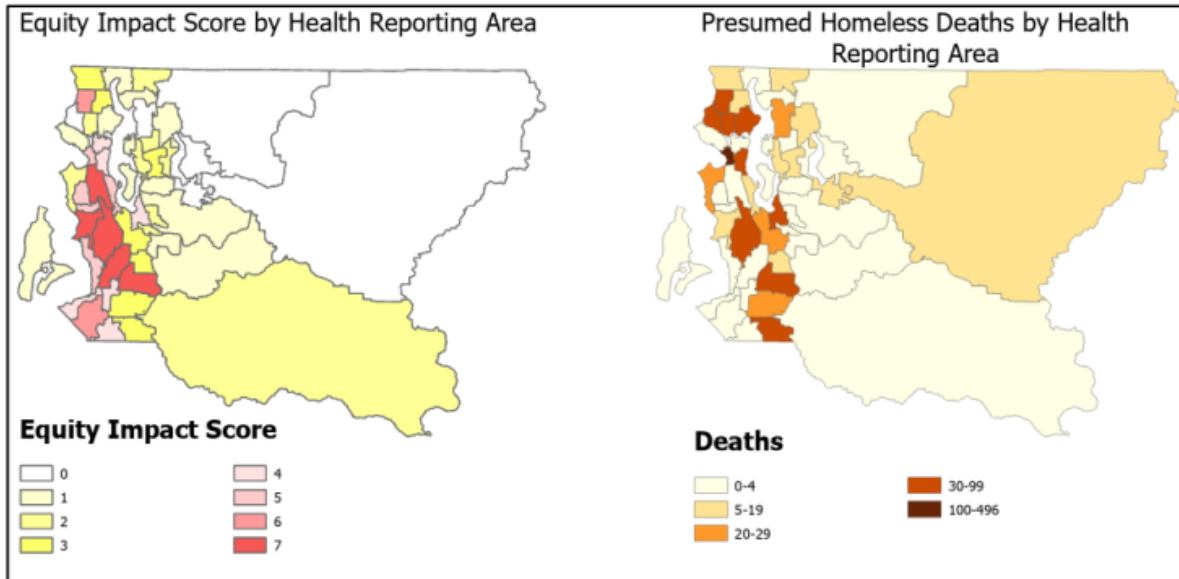 Equity Impact Score by Health Reporting Area
Presumed Homeless Deaths by Health
Reporting Area
Equity Impact Score
0
1
2
3
4
5
6
7
Deaths
0-4
5-19
20-29
30-99
100-496